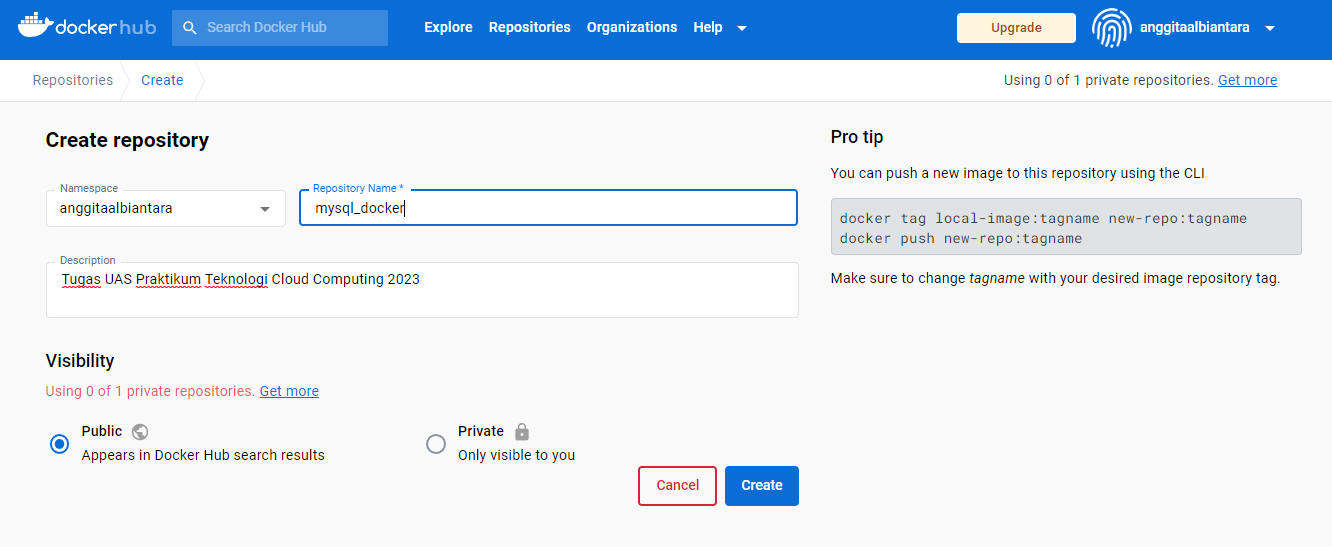 dockerhub
Search Docker Hub
Explore Repositories Organizations Help
Upgrade
anggitaalbiantara
Repositories
Create
Using 0 of 1 private repositories. Get more
Create repository
Namespace
anggitaalbiantara
Repository Name *
mysql_docker
Description
Tugas UAS Praktikum Teknologi Cloud Computing 2023
Visibility
Using 0 of 1 private repositories. Get more
Public
Appears in Docker Hub search results
Private
Only visible to you
Cancel
Create
Pro tip
You can push a new image to this repository using the CLI
docker tag local-image:tagname new-repo:tagname
docker push new-repo:tagname
Make sure to change tagname with your desired image repository tag.